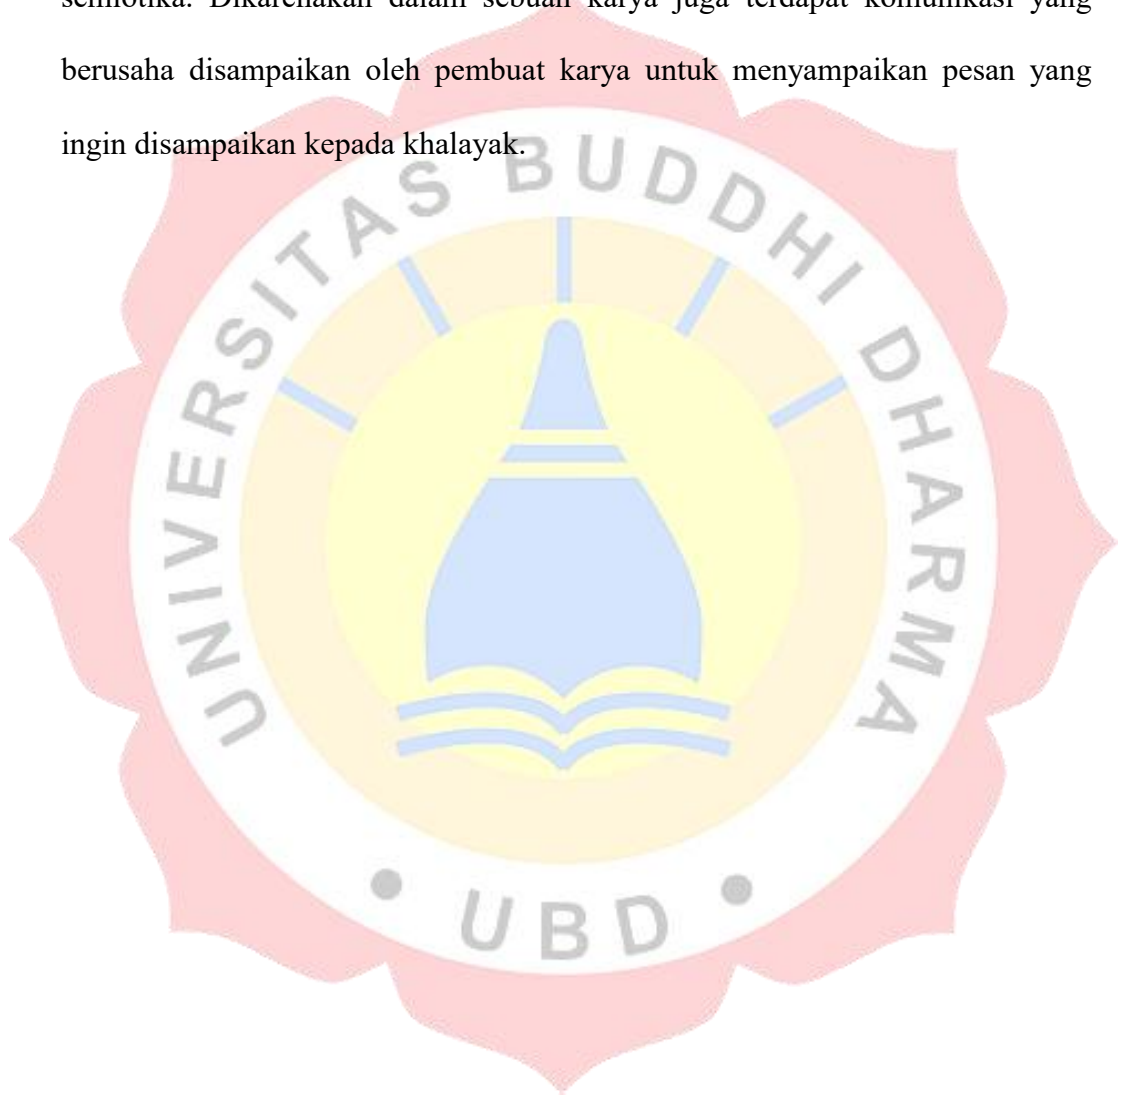 semiotika. Dikarenakan dalam sebuah karya juga terdapat komunikasi yang
berusaha disampaikan oleh pembuat karya untuk menyampaikan pesan yang
ingin disampaikan kepada khalayak.
UNIVERSITAS BUDDHI DHARMA
• UBD •